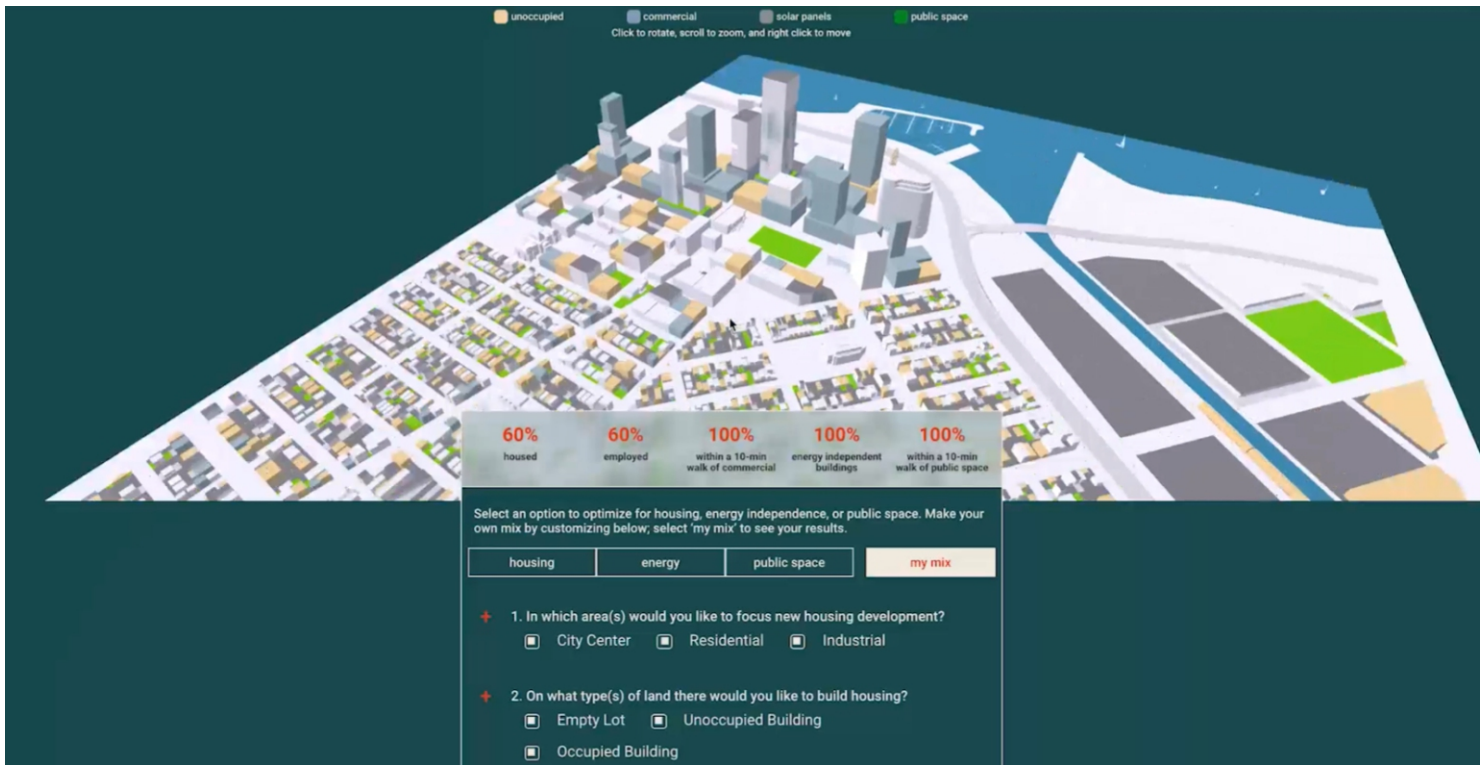 unoccupied commercial solar panels public space
Click to rotate, scroll to zoom, and right click to move
60% 60% 100% 100% 100%
housed employed within a 10-min walk of commercial energy independent buildings within a 10-min walk of public space
Select an option to optimize for housing, energy independence, or public space. Make your
own mix by customizing below; select 'my mix' to see your results.
housing energy public space my mix
+ 1. In which area(s) would you like to focus new housing development?
City Center Residential Industrial
+ 2. On what type(s) of land there would you like to build housing?
Empty Lot Unoccupied Building
Occupied Building